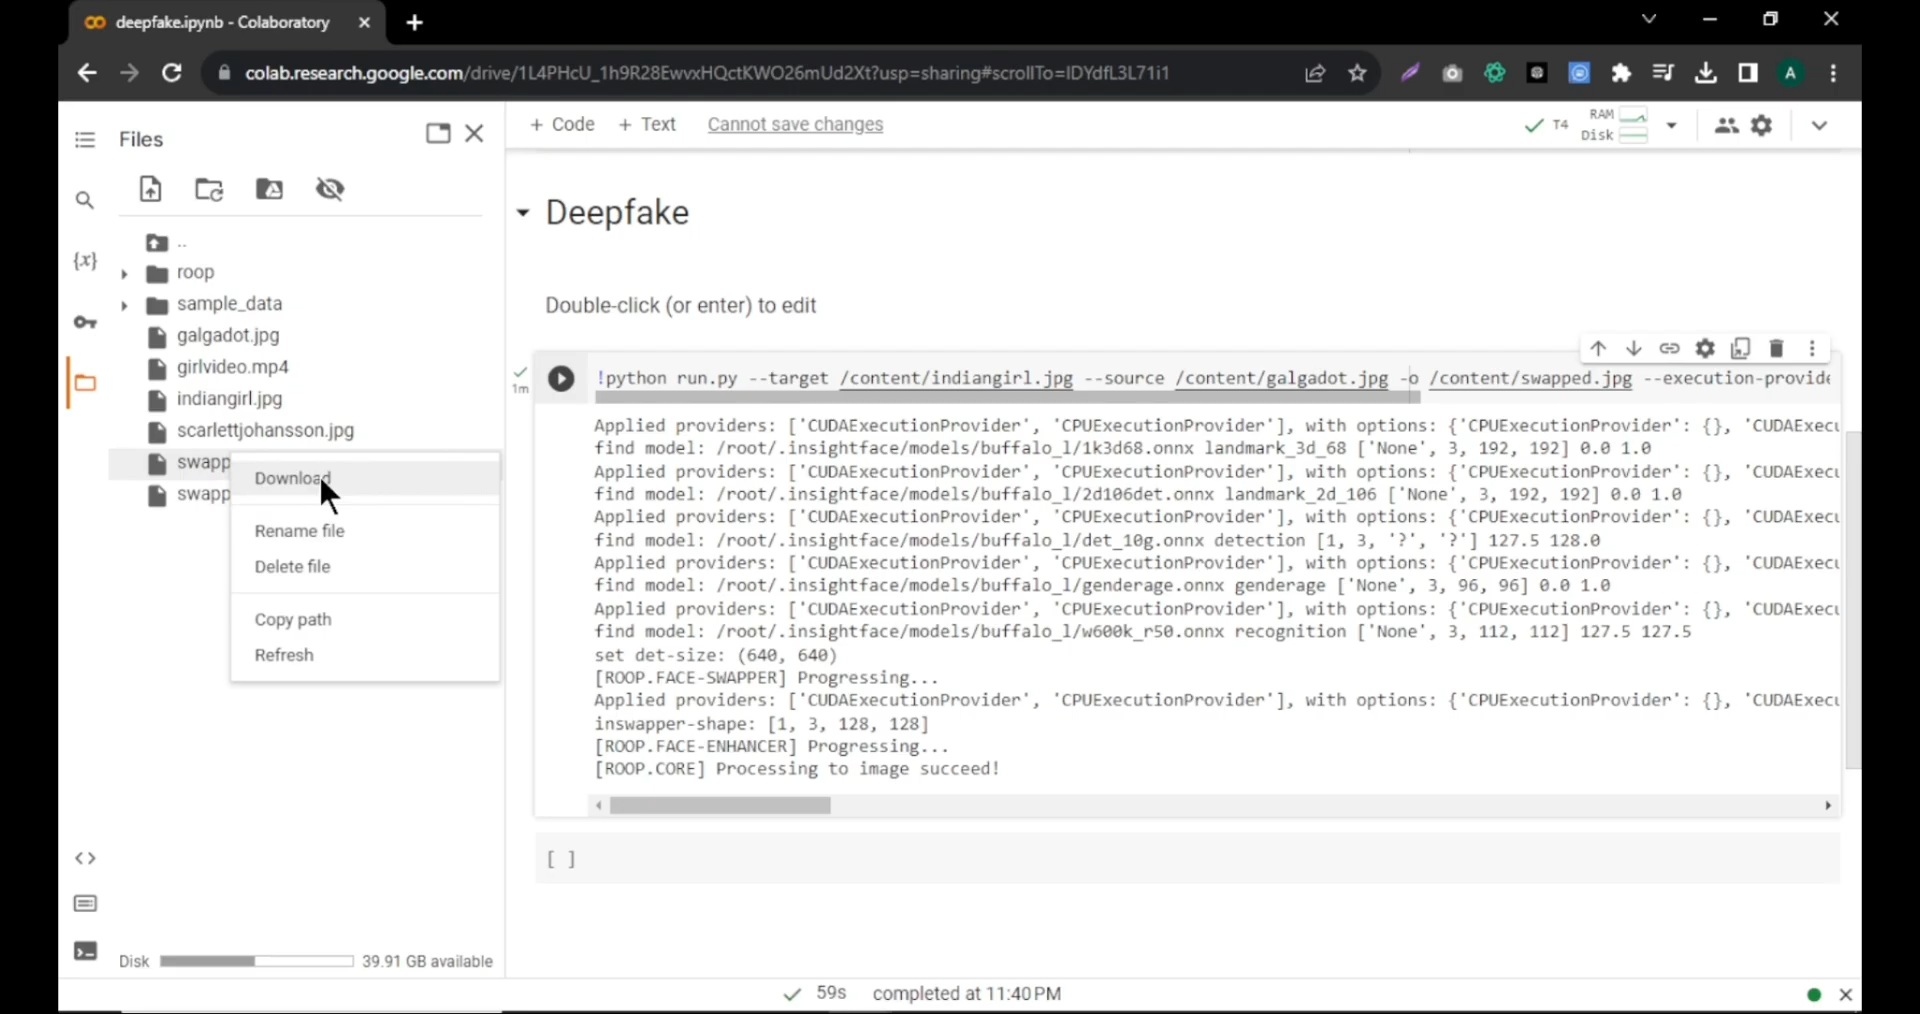 deepfake.ipynb - Colaboratory
colab.research.google.com/drive/1L4PHcU_1h9R28EwvxHQctKWO26mUd2Xt?usp=sharing#scrollTo=IDYdfL3L71i1
A
Files
+ Code + Text Cannot save changes
T4 RAM
Disk
..
roop
sample_data
galgadot.jpg
girlvideo.mp4
indiangirl.jpg
scarlettjohansson.jpg
swapp
swapp
Download
Rename file
Delete file
Copy path
Refresh
{x}
Disk 39.91 GB available
Deepfake
Double-click (or enter) to edit
1m
!python run.py --target /content/indiangirl.jpg --source /content/galgadot.jpg -o /content/swapped.jpg --execution-provide
Applied providers: ['CUDAExecutionProvider', 'CPUExecutionProvider'], with options: {'CPUExecutionProvider': {}, 'CUDAExecu
find model: /root/.insightface/models/buffalo_l/1k3d68.onnx landmark_3d_68 ['None', 3, 192, 192] 0.0 1.0
Applied providers: ['CUDAExecutionProvider', 'CPUExecutionProvider'], with options: {'CPUExecutionProvider': {}, 'CUDAExecu
find model: /root/.insightface/models/buffalo_l/2d106det.onnx landmark_2d_106 ['None', 3, 192, 192] 0.0 1.0
Applied providers: ['CUDAExecutionProvider', 'CPUExecutionProvider'], with options: {'CPUExecutionProvider': {}, 'CUDAExecu
find model: /root/.insightface/models/buffalo_l/det_10g.onnx detection [1, 3, '?', '?'] 127.5 128.0
Applied providers: ['CUDAExecutionProvider', 'CPUExecutionProvider'], with options: {'CPUExecutionProvider': {}, 'CUDAExecu
find model: /root/.insightface/models/buffalo_l/genderage.onnx genderage ['None', 3, 96, 96] 0.0 1.0
Applied providers: ['CUDAExecutionProvider', 'CPUExecutionProvider'], with options: {'CPUExecutionProvider': {}, 'CUDAExecu
find model: /root/.insightface/models/buffalo_l/w600k_r50.onnx recognition ['None', 3, 112, 112] 127.5 127.5
set det-size: (640, 640)
[ROOP.FACE-SWAPPER] Progressing...
Applied providers: ['CUDAExecutionProvider', 'CPUExecutionProvider'], with options: {'CPUExecutionProvider': {}, 'CUDAExecu
inswapper-shape: [1, 3, 128, 128]
[ROOP.FACE-ENHANCER] Progressing...
[ROOP.CORE] Processing to image succeed!
[ ]
59s completed at 11:40 PM